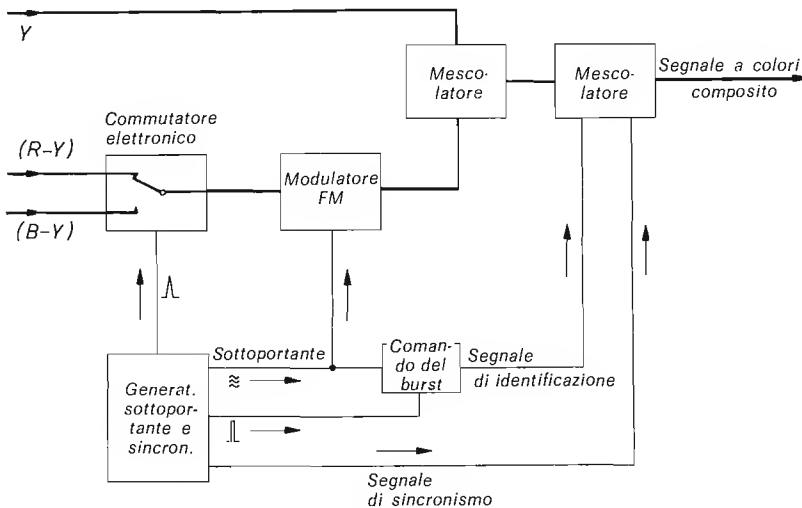 Y
Mesco-
latore
Mesco-
latore
Segnale a colori
composito
Commutatore
elettronico
(R-Y)
(B-Y)
Modulatore
FM
Sottoportante
Coman-
do del
burst
Segnale
di identificazione
Generat.
sottopor-
tante e
sincron.
Segnale
di sincronismo